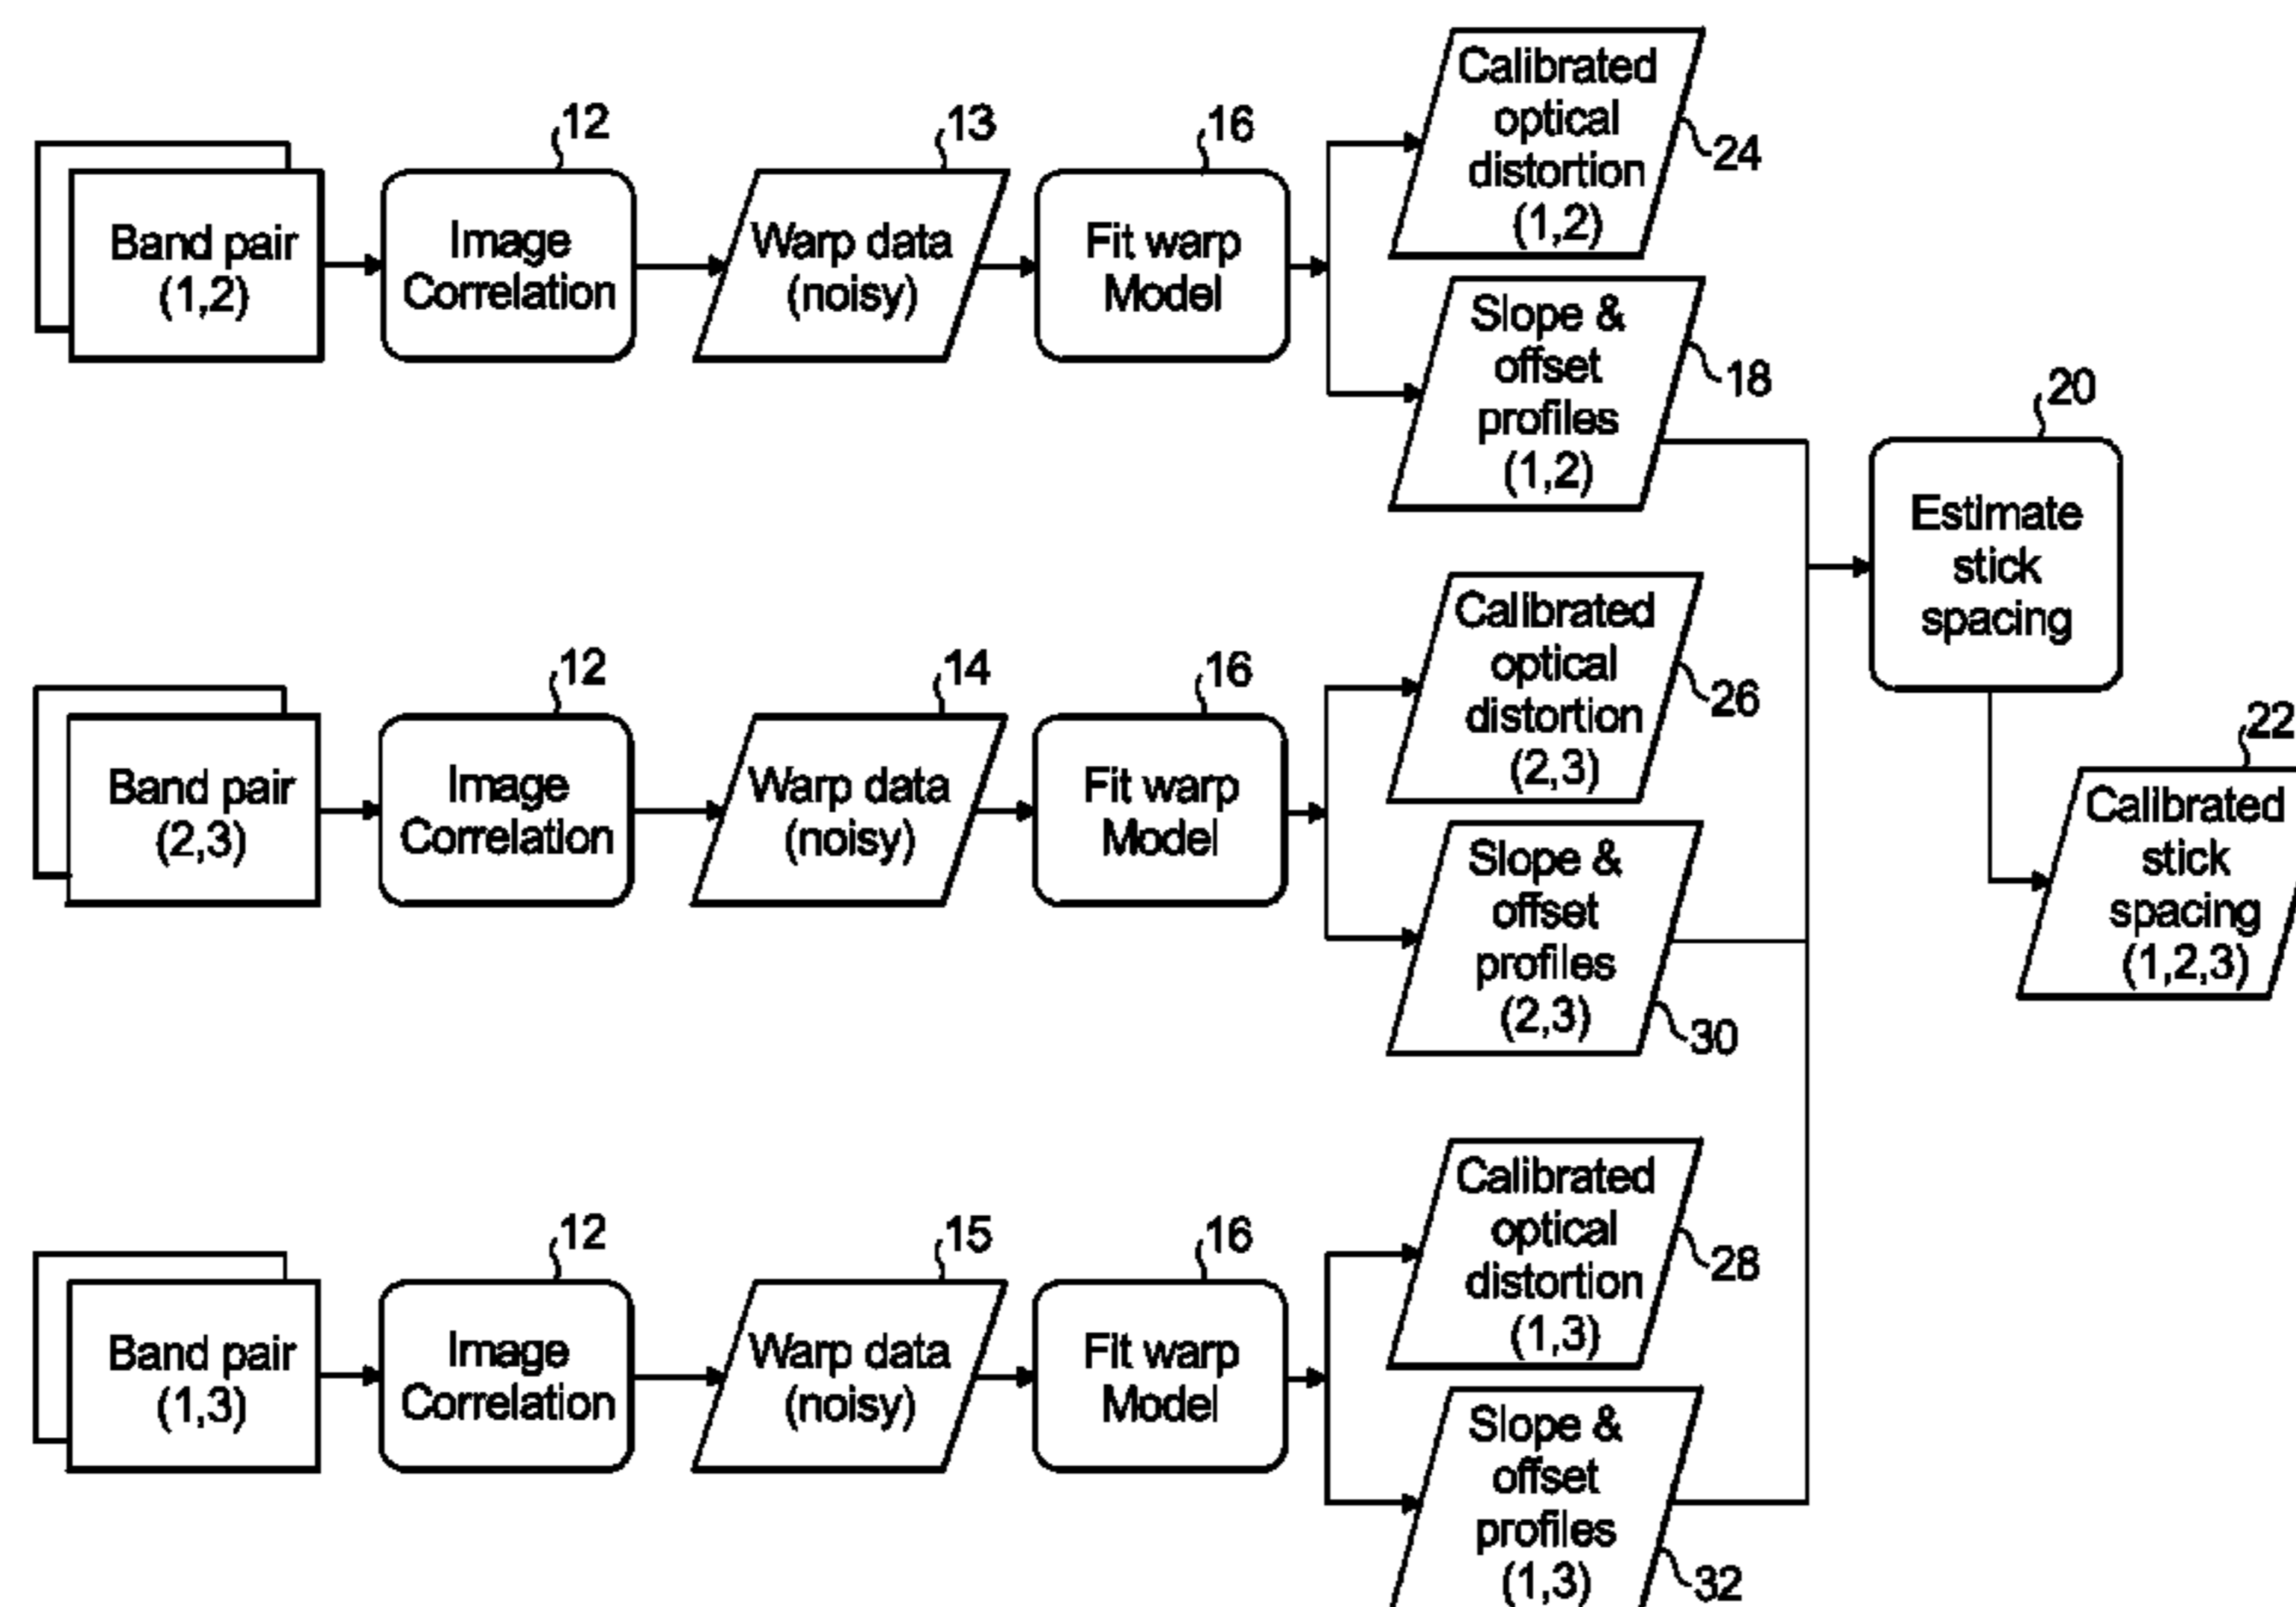 12
13
16
Band pair
(1,2)
Image
Correlation
Warp data
(noisy)
Fit warp
Model
Calibrated
optical
distortion
(1,2)
24
Slope &
offset
profiles
(1,2)
18
20
Estimate
stick
spacing
22
Calibrated
stick
spacing
(1,2,3)
12
14
16
Band pair
(2,3)
Image
Correlation
Warp data
(noisy)
Fit warp
Model
Calibrated
optical
distortion
(2,3)
26
Slope &
offset
profiles
(2,3)
30
12
15
16
Band pair
(1,3)
Image
Correlation
Warp data
(noisy)
Fit warp
Model
Calibrated
optical
distortion
(1,3)
28
Slope &
offset
profiles
(1,3)
32